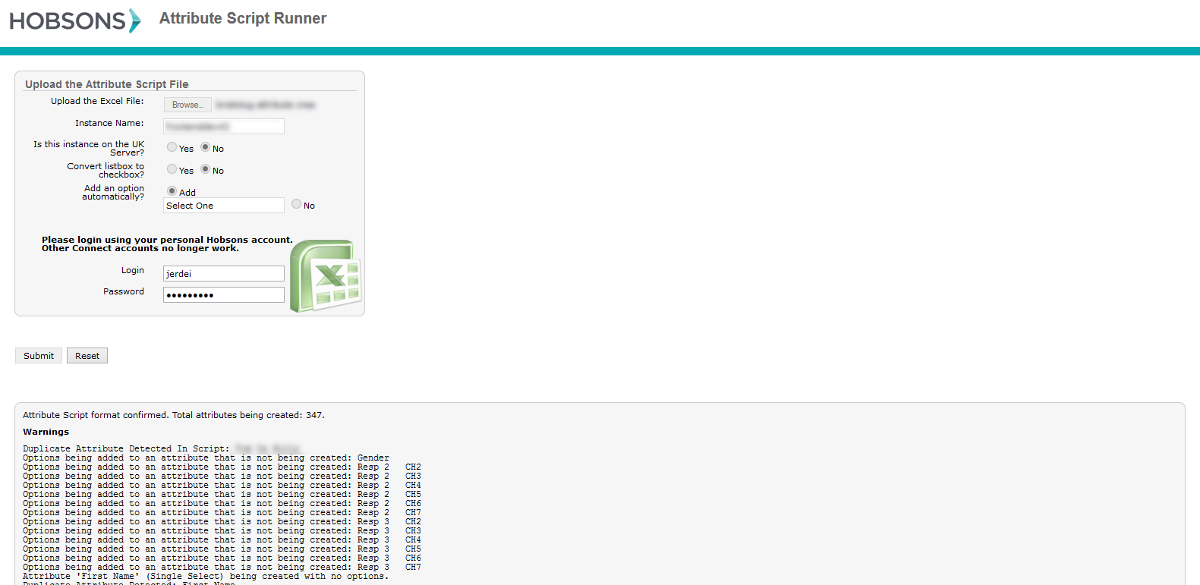 HOBSONS Attribute Script Runner
Upload the Attribute Script File
Upload the Excel File: Browse...
Instance Name:
Is this instance on the UK
Server? Yes No
Convert listbox to
checkbox? Yes No
Add an option
automatically? Add
Select One No
Please login using your personal Hobsons account.
Other Connect accounts no longer work.
Login jerdei
Password •••••••••
Submit Reset
Attribute Script format confirmed. Total attributes being created: 347.
Warnings
Duplicate Attribute Detected In Script:
Options being added to an attribute that is not being created: Gender
Options being added to an attribute that is not being created: Resp 2 CH2
Options being added to an attribute that is not being created: Resp 2 CH3
Options being added to an attribute that is not being created: Resp 2 CH4
Options being added to an attribute that is not being created: Resp 2 CH5
Options being added to an attribute that is not being created: Resp 2 CH6
Options being added to an attribute that is not being created: Resp 2 CH7
Options being added to an attribute that is not being created: Resp 3 CH2
Options being added to an attribute that is not being created: Resp 3 CH3
Options being added to an attribute that is not being created: Resp 3 CH4
Options being added to an attribute that is not being created: Resp 3 CH5
Options being added to an attribute that is not being created: Resp 3 CH6
Options being added to an attribute that is not being created: Resp 3 CH7
Attribute 'First Name' (Single Select) being created with no options.
Duplicate Attribute Detected: First Name